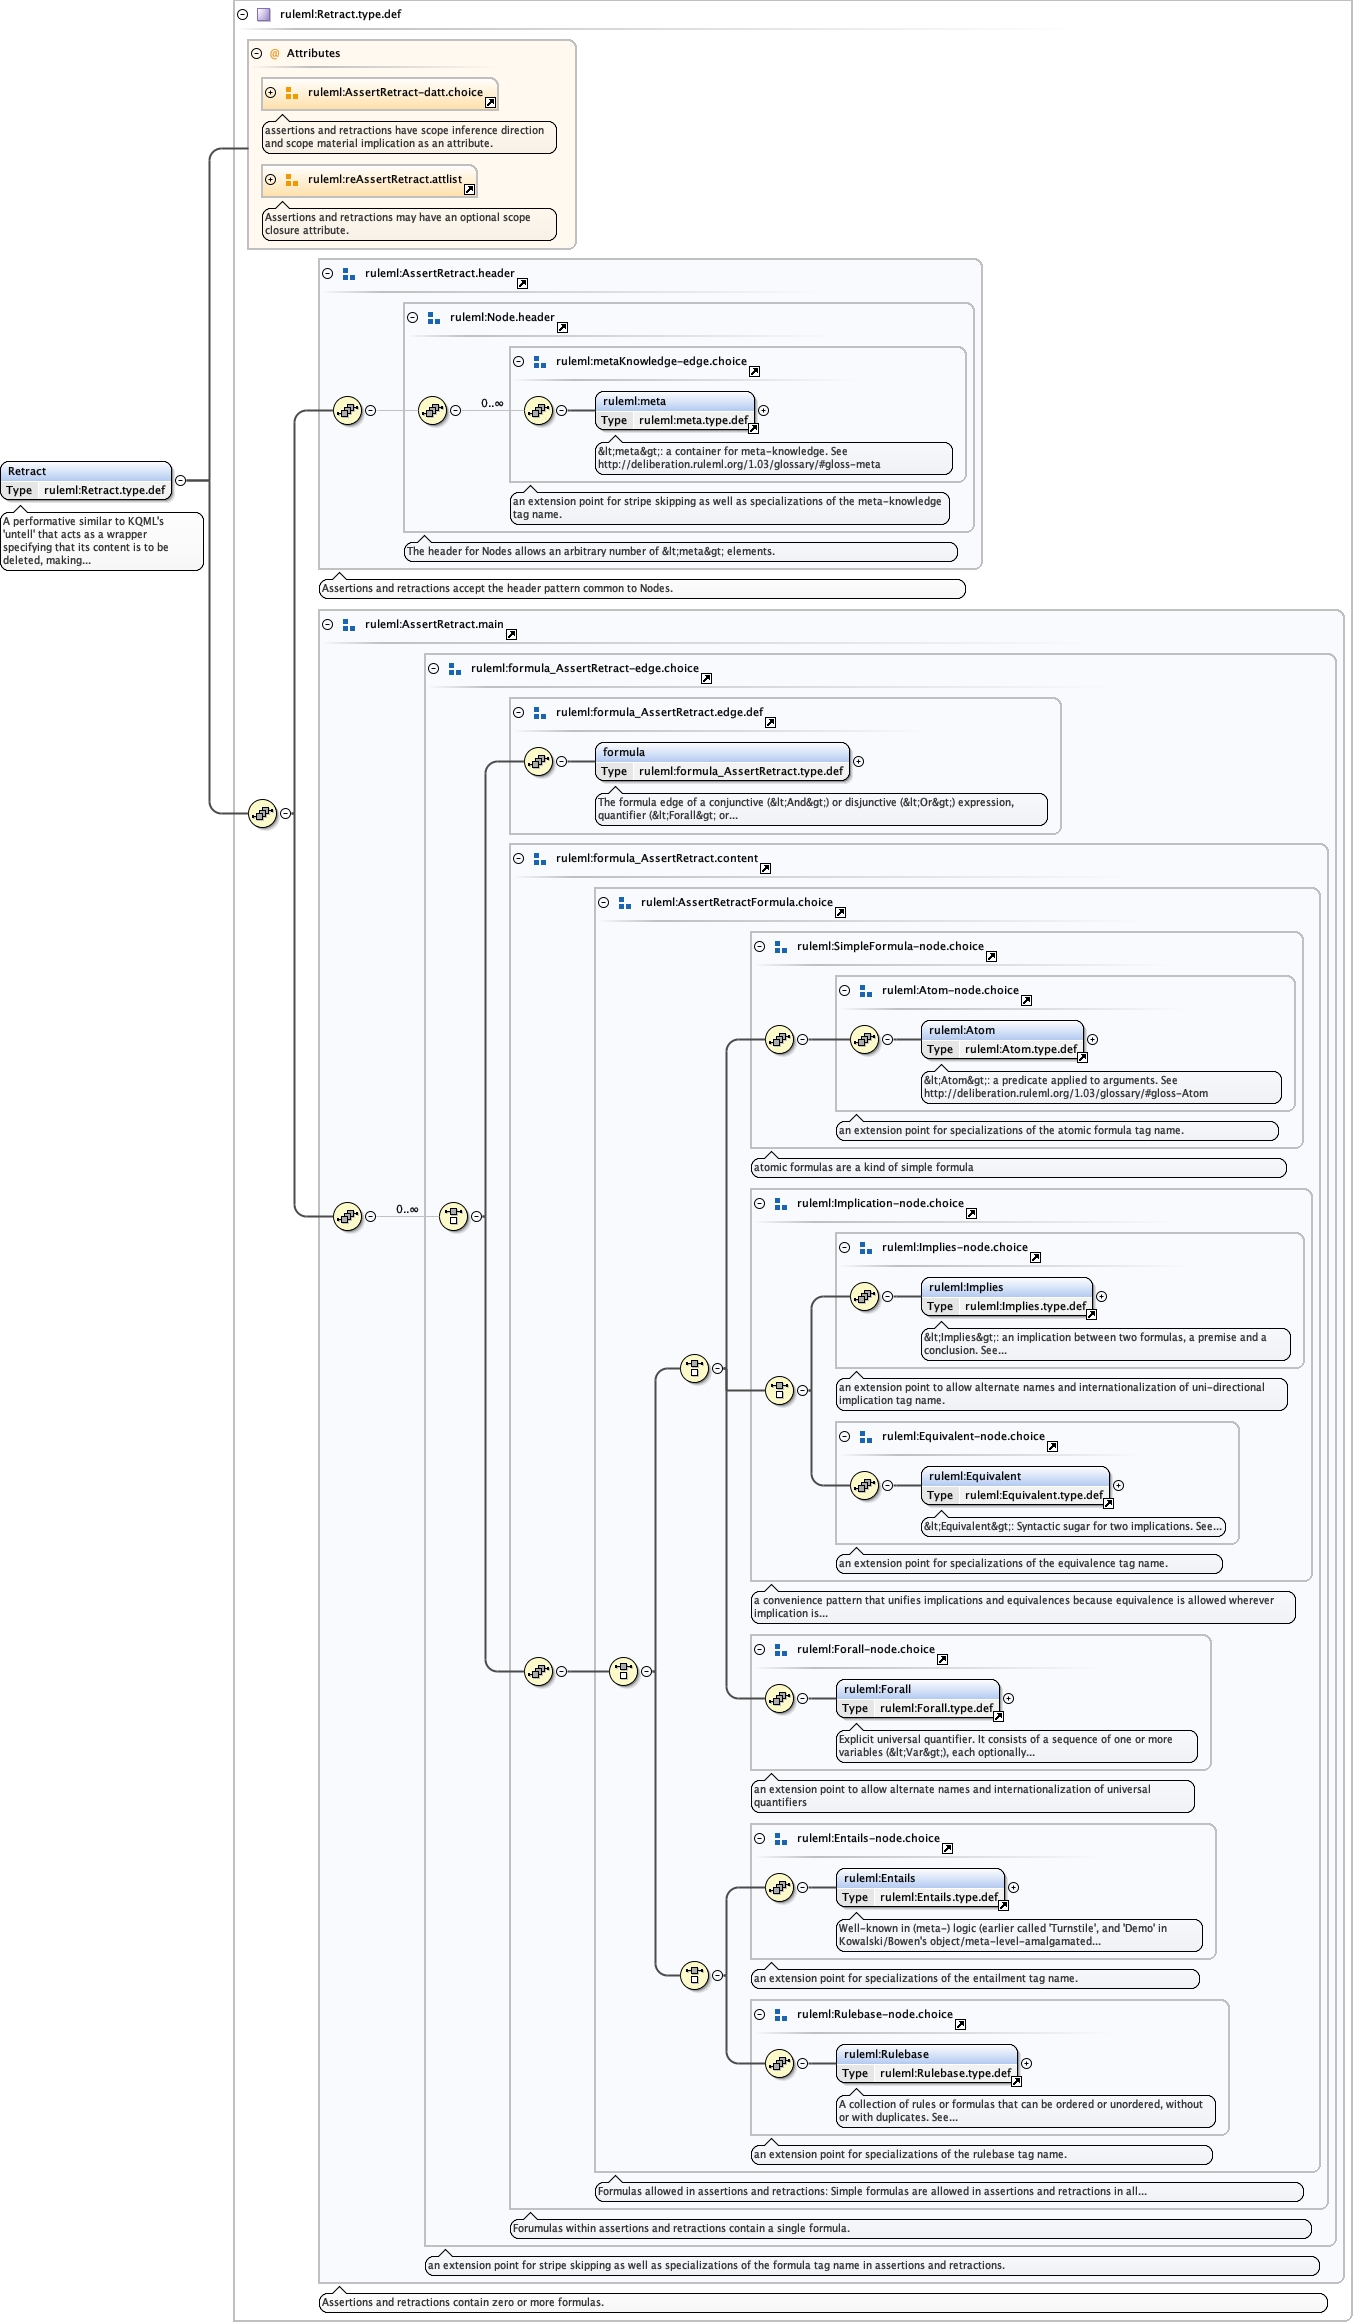 ruleml:Retract.type.def
@ Attributes
ruleml:AssertRetract-datt.choice
assertions and retractions have scope inference direction
and scope material implication as an attribute.
ruleml:reAssertRetract.attlist
Assertions and retractions may have an optional scope
closure attribute.
ruleml:AssertRetract.header
ruleml:Node.header
ruleml:metaKnowledge-edge.choice
0..∞
ruleml:meta
Type ruleml:meta.type.def
&lt;meta&gt;: a container for meta-knowledge. See
http://deliberation.ruleml.org/1.03/glossary/#gloss-meta
an extension point for stripe skipping as well as specializations of the meta-knowledge
tag name.
The header for Nodes allows an arbitrary number of &lt;meta&gt; elements.
Assertions and retractions accept the header pattern common to Nodes.
Retract
Type ruleml:Retract.type.def
A performative similar to KQML's
'untell' that acts as a wrapper
specifying that its content is to be
deleted, making...
ruleml:AssertRetract.main
ruleml:formula_AssertRetract-edge.choice
ruleml:formula_AssertRetract.edge.def
formula
Type ruleml:formula_AssertRetract.type.def
The formula edge of a conjunctive (&lt;And&gt;) or disjunctive (&lt;Or&gt;) expression,
quantifier (&lt;Forall&gt; or...
ruleml:formula_AssertRetract.content
ruleml:AssertRetractFormula.choice
ruleml:SimpleFormula-node.choice
ruleml:Atom-node.choice
ruleml:Atom
Type ruleml:Atom.type.def
&lt;Atom&gt;: a predicate applied to arguments. See
http://deliberation.ruleml.org/1.03/glossary/#gloss-Atom
an extension point for specializations of the atomic formula tag name.
atomic formulas are a kind of simple formula
ruleml:Implication-node.choice
0..∞
ruleml:Implies-node.choice
ruleml:Implies
Type ruleml:Implies.type.def
&lt;Implies&gt;: an implication between two formulas, a premise and a
conclusion. See...
an extension point to allow alternate names and internationalization of uni-directional
implication tag name.
ruleml:Equivalent-node.choice
ruleml:Equivalent
Type ruleml:Equivalent.type.def
&lt;Equivalent&gt;: Syntactic sugar for two implications. See...
an extension point for specializations of the equivalence tag name.
a convenience pattern that unifies implications and equivalences because equivalence is allowed wherever
implication is...
ruleml:Forall-node.choice
ruleml:Forall
Type ruleml:Forall.type.def
Explicit universal quantifier. It consists of a sequence of one or more
variables (&lt;Var&gt;), each optionally...
an extension point to allow alternate names and internationalization of universal
quantifiers
ruleml:Entails-node.choice
ruleml:Entails
Type ruleml:Entails.type.def
Well-known in (meta-) logic (earlier called 'Turnstile', and 'Demo' in
Kowalski/Bowen's object/meta-level-amalgamated...
an extension point for specializations of the entailment tag name.
ruleml:Rulebase-node.choice
ruleml:Rulebase
Type ruleml:Rulebase.type.def
A collection of rules or formulas that can be ordered or unordered, without
or with duplicates. See...
an extension point for specializations of the rulebase tag name.
Formulas allowed in assertions and retractions: Simple formulas are allowed in assertions and retractions in all...
Forumulas within assertions and retractions contain a single formula.
an extension point for stripe skipping as well as specializations of the formula tag name in assertions and retractions.
Assertions and retractions contain zero or more formulas.